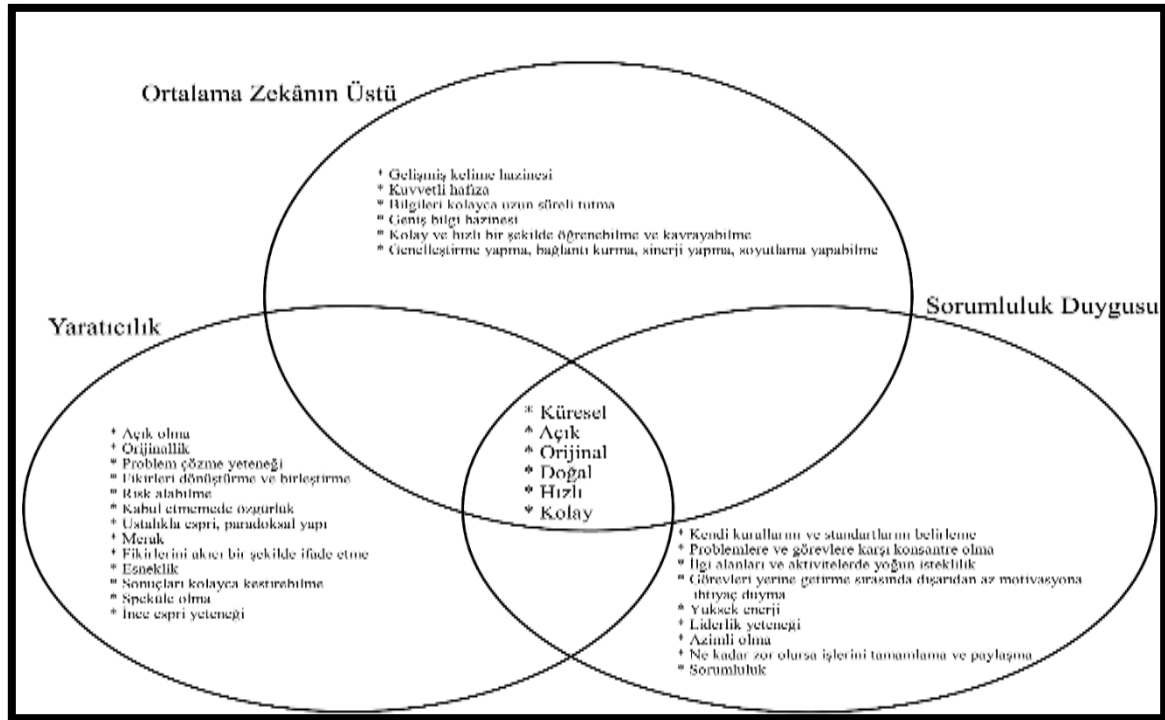 Ortalama Zekânın Üstü
* Gelişmiş kelime hazinesi
* Kuvvetli hafıza
* Bilgileri kolayca uzun süreli tutma
* Geniş bilgi hazinesi
* Kolay ve hızlı bir şekilde öğrenebilme ve kavrayabilme
* Genelleştirme yapma, bağlantı kurma, sinerji yapma, soyutlama yapabilme
Yaratıcılık
* Açık olma
* Orijinallik
* Problem çözme yeteneği
* Fikirleri dönüştürme ve birleştirme
* Risk alabilme
* Kabul etmemede özgürlük
* Ustalıkla espri, paradoksal yapı
* Merak
* Fikirlerini akıcı bir şekilde ifade etme
* Esneklik
* Sonuçları kolayca kestirebilme
* Speküle olma
* İnce espri yeteneği
* Küresel
* Açık
* Orijinal
* Doğal
* Hızlı
* Kolay
Sorumluluk Duygusu
* Kendi kurallarını ve standartlarını belirleme
* Problemlere ve görevlere karşı konsantre olma
* İlgi alanları ve aktivitelerde yoğun isteklilik
* Görevleri yerine getirme sırasında dışarıdan az motivasyona
ihtiyaç duyma
* Yüksek enerji
* Liderlik yeteneği
* Azimli olma
* Ne kadar zor olursa işlerini tamamlama ve paylaşma
* Sorumluluk